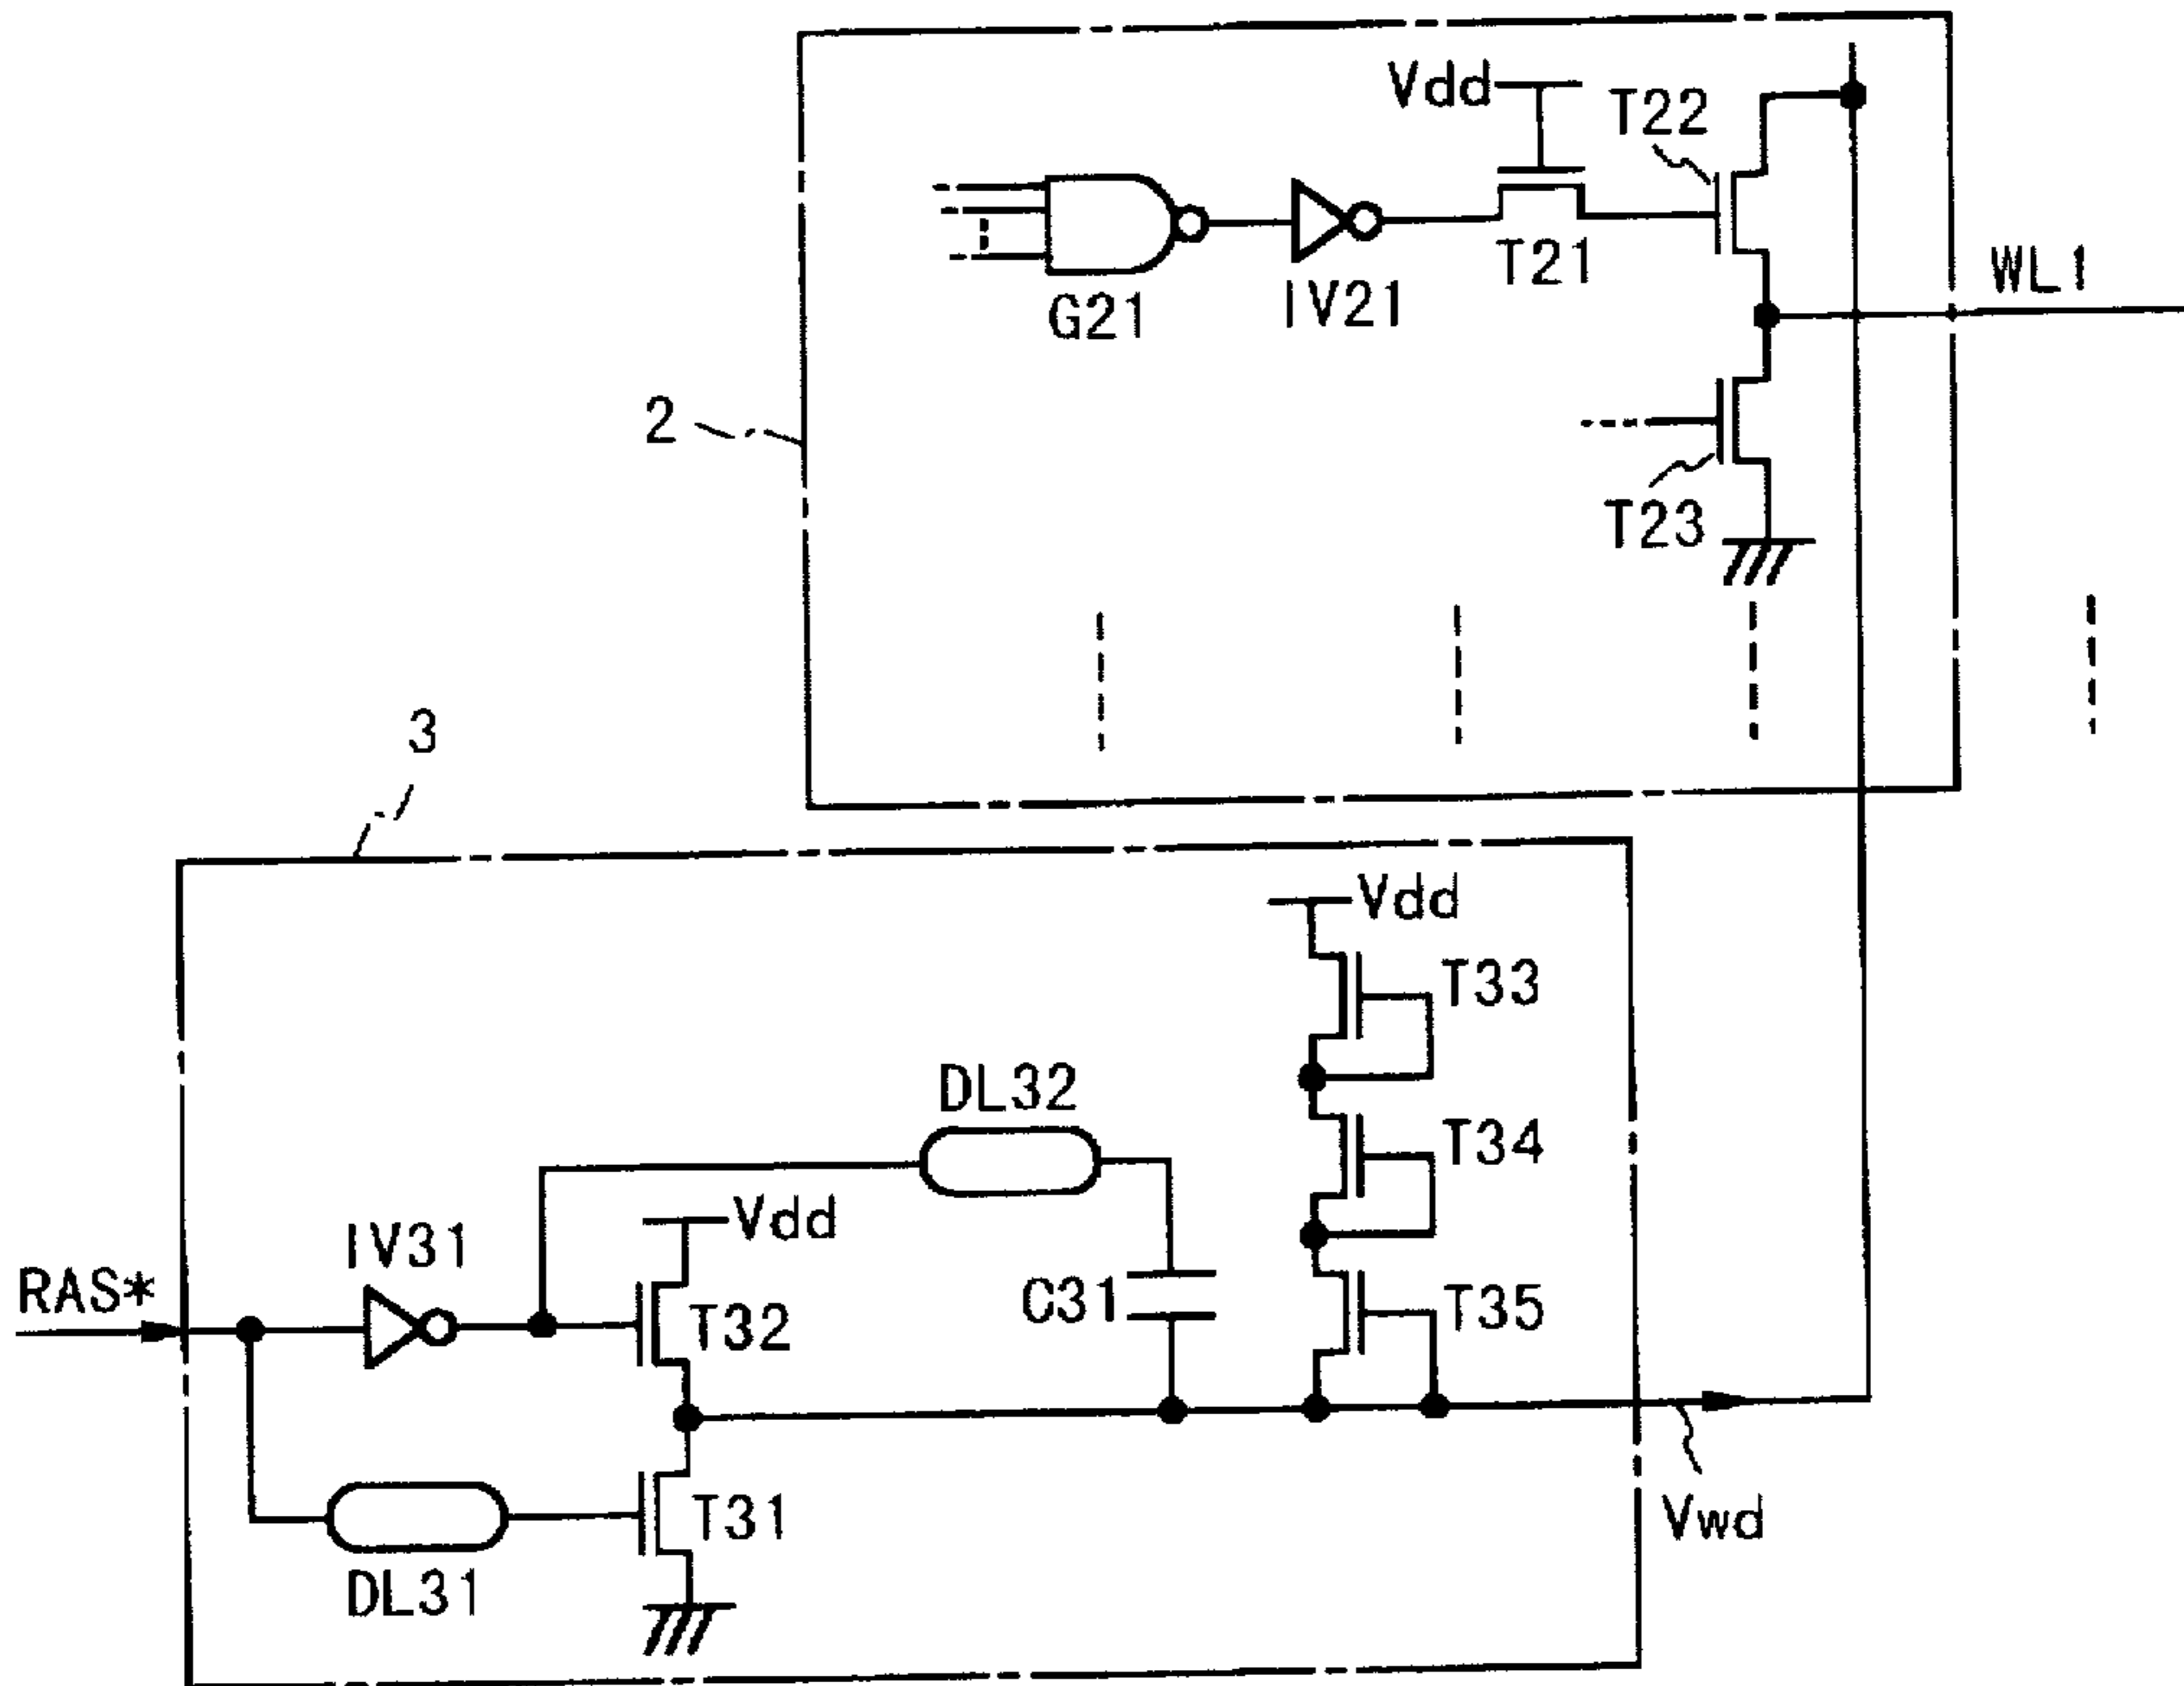 Vdd
T22
T21
WL1
G21
IV21
2
T23
3
Vdd
T33
DL32
T34
Vdd
IV31
RAS*
C31
T35
T32
T31
Vwd
DL31